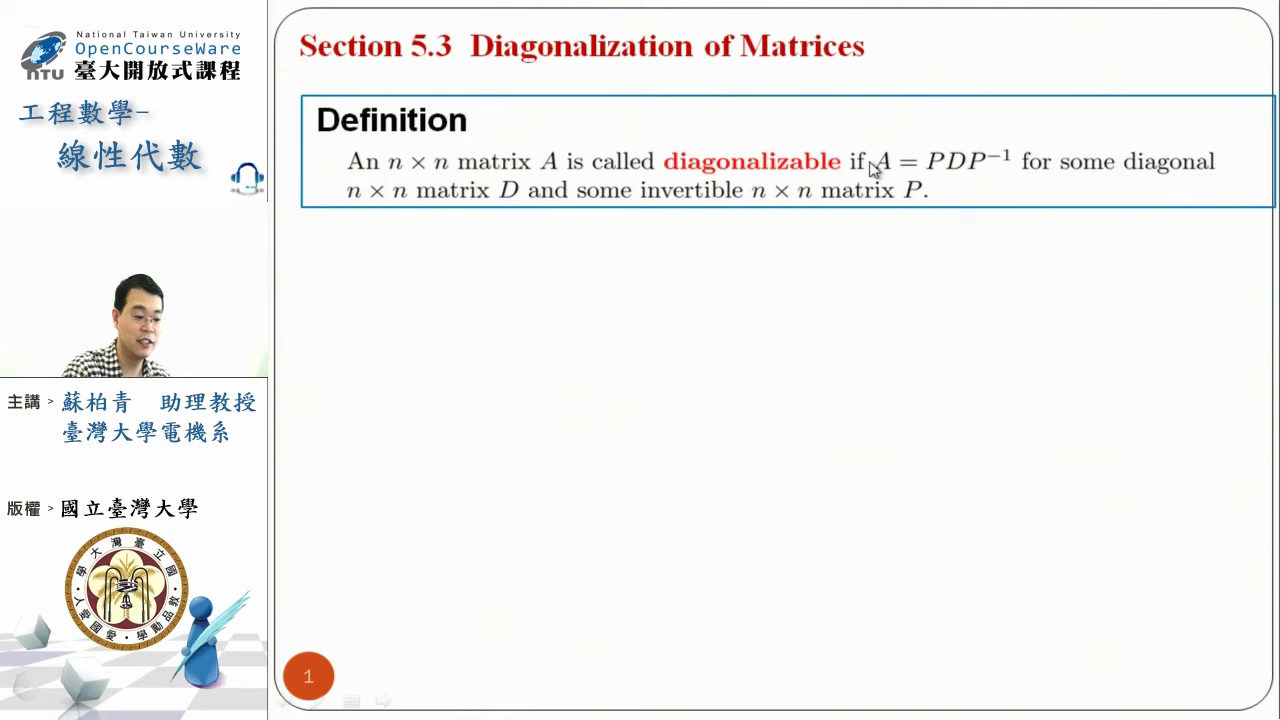 National Taiwan University
OpenCourseWare
NTU 臺大開放式課程
工程數學-
線性代數
主講 > 蘇柏青 助理教授
臺灣大學電機系
版權 > 國立臺灣大學
Section 5.3 Diagonalization of Matrices
Definition
An n × n matrix A is called diagonalizable if A = PDP⁻¹ for some diagonal
n × n matrix D and some invertible n × n matrix P.
1